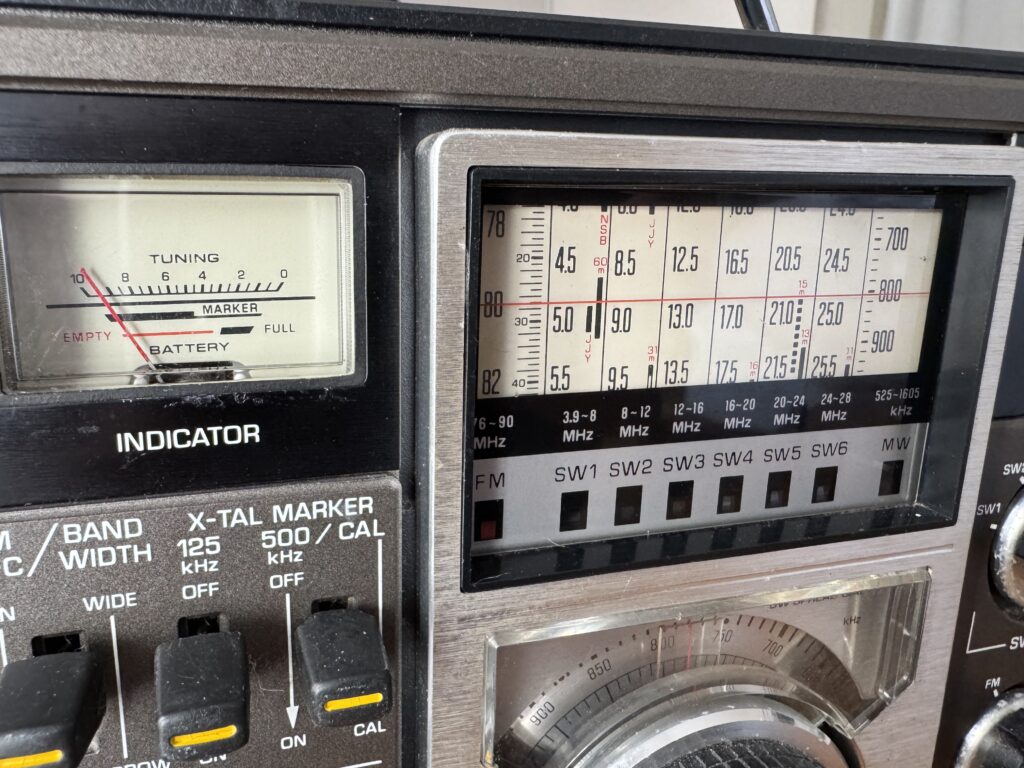 TUNING
10 8 6 4 2 0
MARKER
EMPTY FULL
BATTERY
INDICATOR
BAND
WIDTH
X-TAL MARKER
125
kHz
OFF
500 / CAL
kHz
OFF
WIDE
ON
CAL
NSB
JJY
78 20 4.5 8.5 12.5 16.5 20.5 24.5 700
60
m
15
m
80 30 5.0 9.0 13.0 17.0 21.0 25.0 800
JJY
31
m
16
m
13
m
11
m
900
82 40 5.5 9.5 13.5 17.5 21.5 25.5
76~90
MHz
3.9~8
MHz
8~12
MHz
12~16
MHz
16~20
MHz
20~24
MHz
24~28
MHz
525~1605
kHz
FM SW1 SW2 SW3 SW4 SW5 SW6 MW
kHz
900 850 800 750 700
SW1
FM